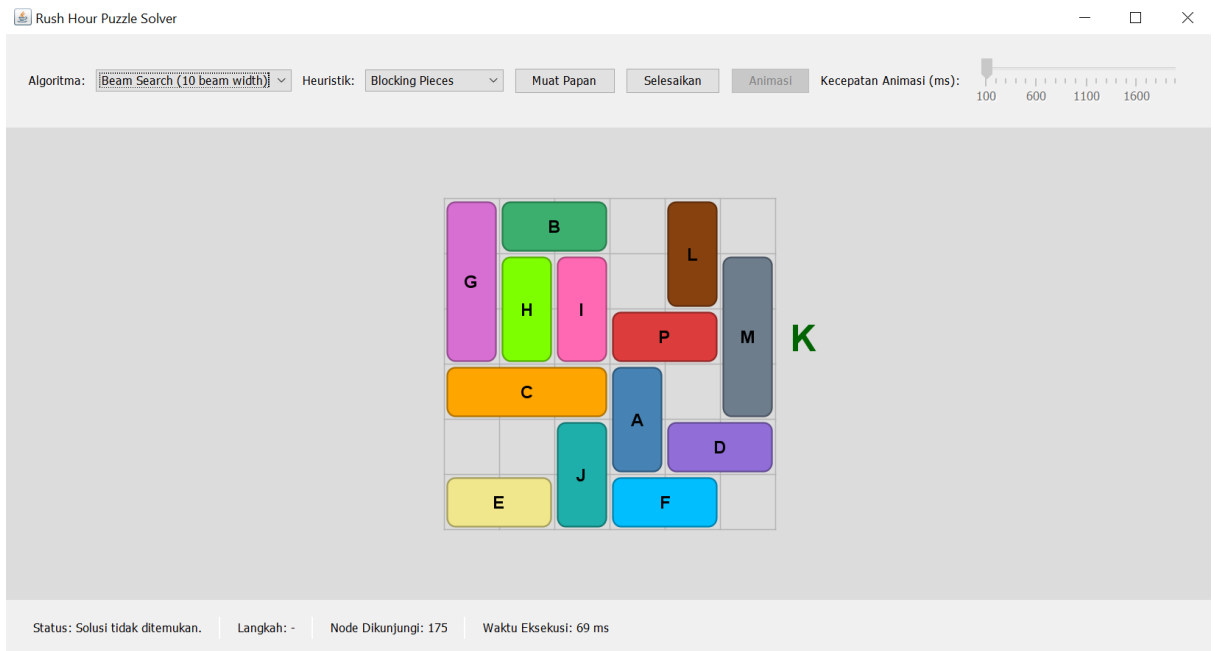 Rush Hour Puzzle Solver
Algoritma: Beam Search (10 beam width) Heuristik: Blocking Pieces Muat Papan Selesaikan Animasi Kecepatan Animasi (ms):
100 600 1100 1600
B
L
G
H I
P M K
C
A
D
J
E F
Status: Solusi tidak ditemukan. Langkah: - Node Dikunjungi: 175 Waktu Eksekusi: 69 ms